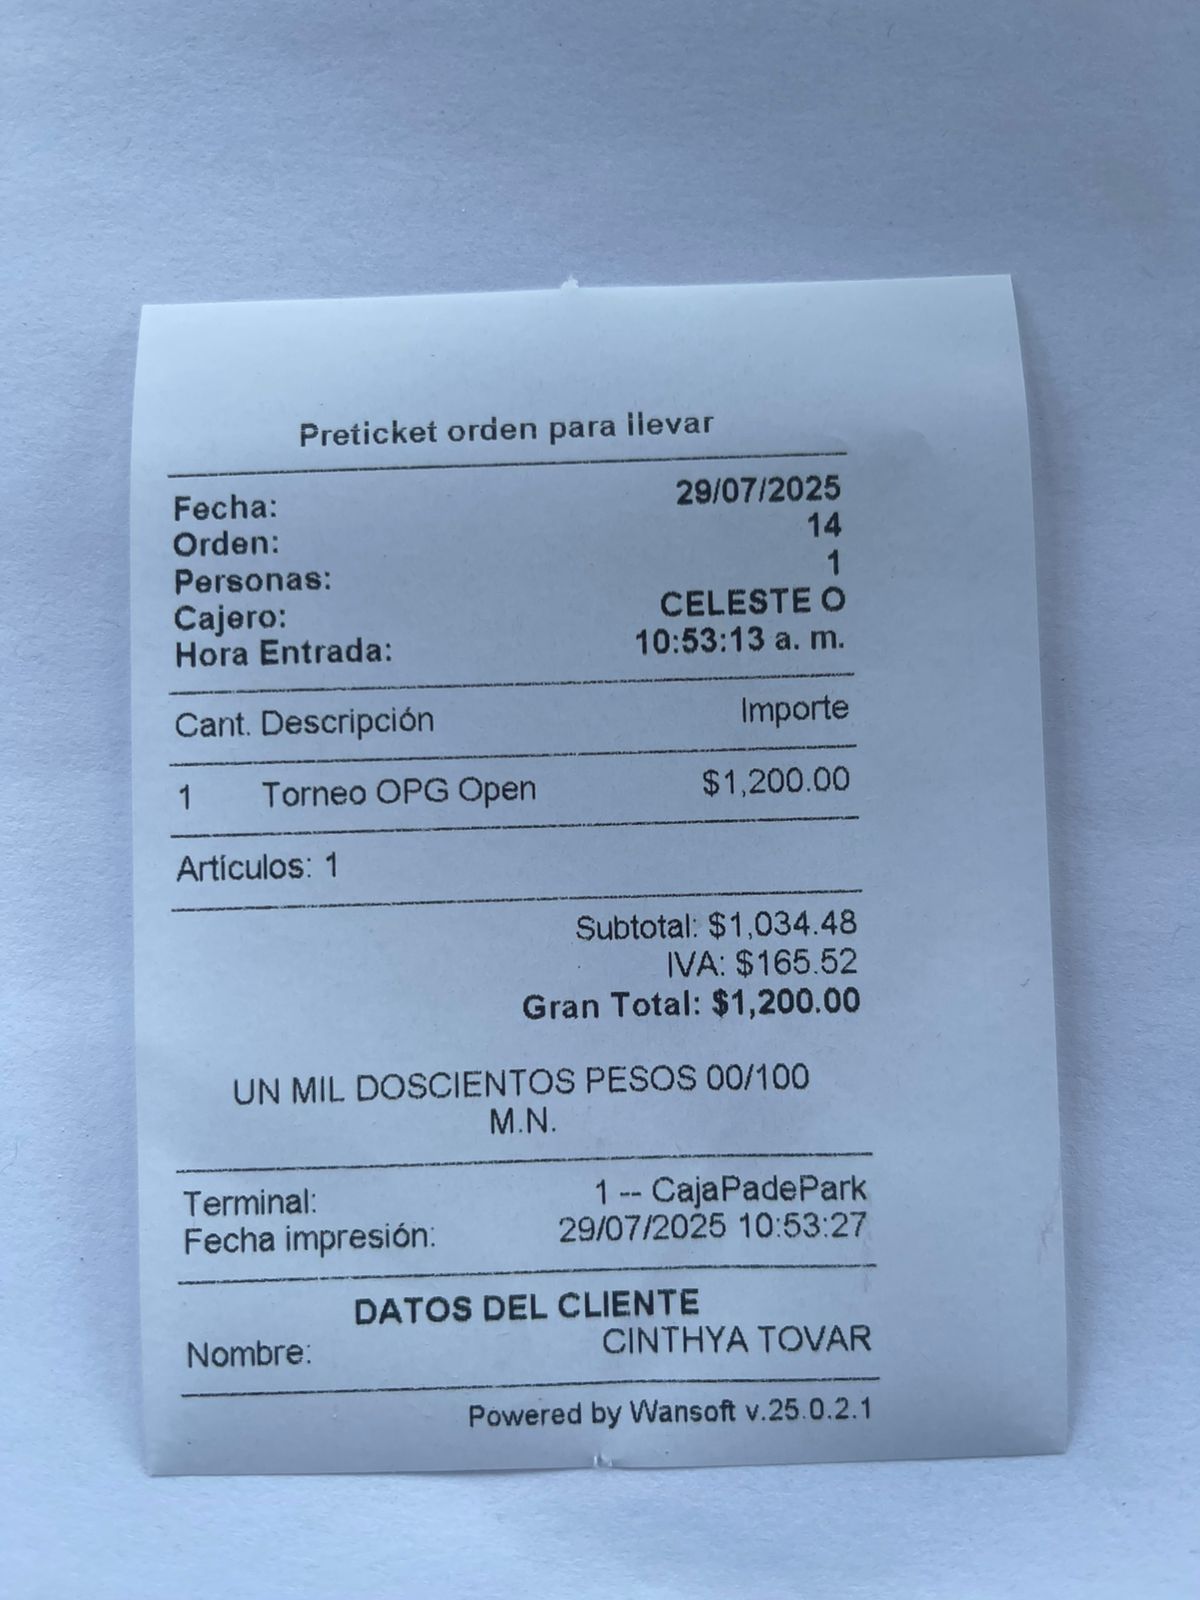 Preticket orden para llevar
Fecha: 29/07/2025
Orden: 14
Personas: 1
Cajero: CELESTE O
Hora Entrada: 10:53:13 a. m.
Cant. Descripción Importe
1 Torneo OPG Open $1,200.00
Artículos: 1
Subtotal: $1,034.48
IVA: $165.52
Gran Total: $1,200.00
UN MIL DOSCIENTOS PESOS 00/100
M.N.
Terminal: 1 -- CajaPadePark
Fecha impresión: 29/07/2025 10:53:27
DATOS DEL CLIENTE
Nombre: CINTHYA TOVAR
Powered by Wansoft v.25.0.2.1